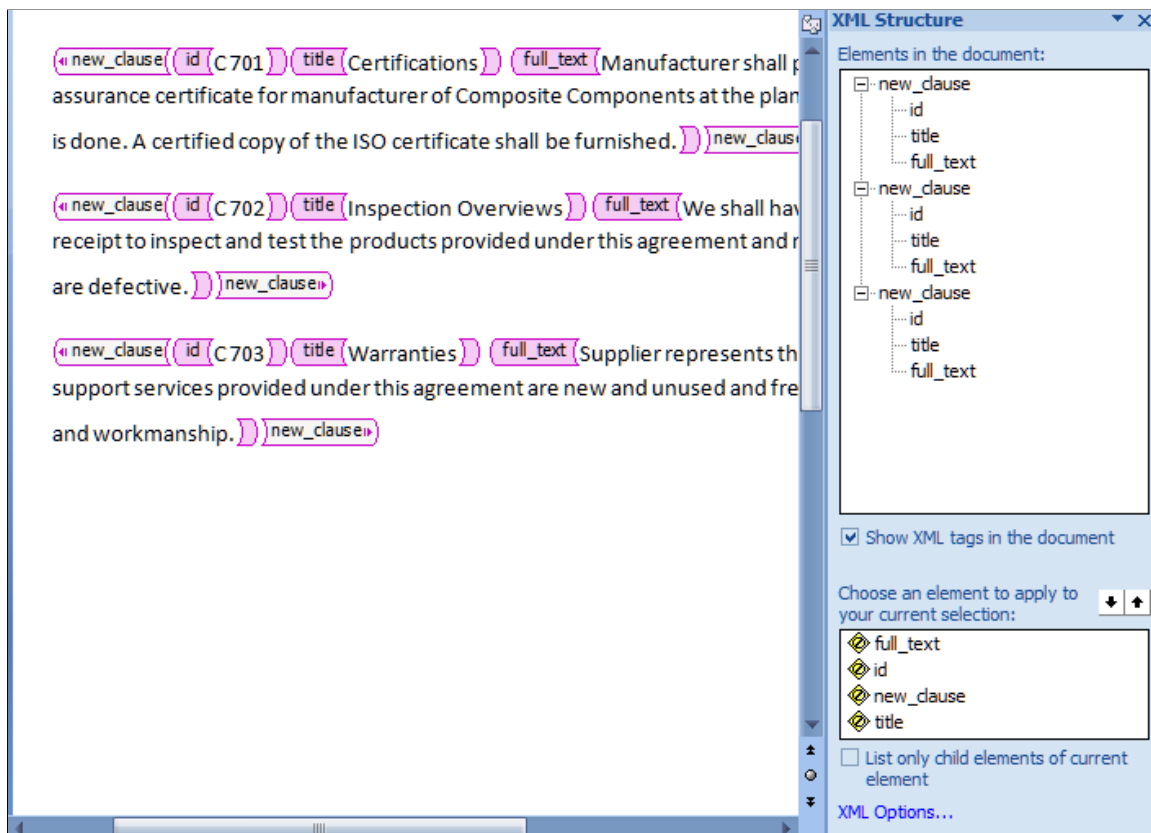 new_clause id C701 title Certifications full_text Manufacturer shall
assurance certificate for manufacturer of Composite Components at the
is done. A certified copy of the ISO certificate shall be furnished. new_clause
new_clause id C702 title Inspection Overviews full_text We shall
receipt to inspect and test the products provided under this agreement and
are defective. new_clause
new_clause id C703 title Warranties full_text Supplier represents
support services provided under this agreement are new and unused and
and workmanship. new_clause
XML Structure
Elements in the document:
new_clause
id
title
full_text
new_clause
id
title
full_text
new_clause
id
title
full_text
Show XML tags in the document
Choose an element to apply to
your current selection:
full_text
id
new_clause
title
List only child elements of current
element
XML Options...